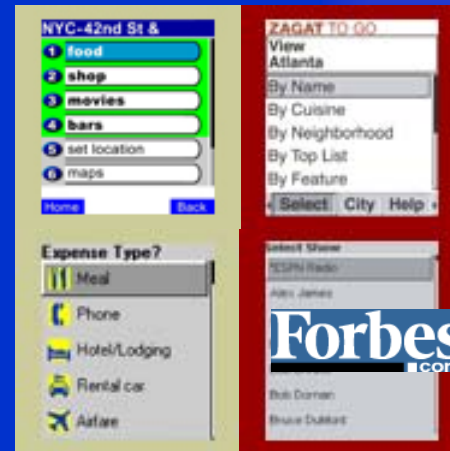 NYC-42nd St &
1 food
2 shop
3 movies
4 bars
5 set location
6 maps
Home Back
ZAGAT TO GO
View
Atlanta
By Name
By Cuisine
By Neighborhood
By Top List
By Feature
Select City Help
Expense Type?
Meal
Phone
Hotel/Lodging
Rental car
Airfare
Select Show
*ESPN Radio
Alex James
Forbes
com
Bob Dornan
Bruce DuMont